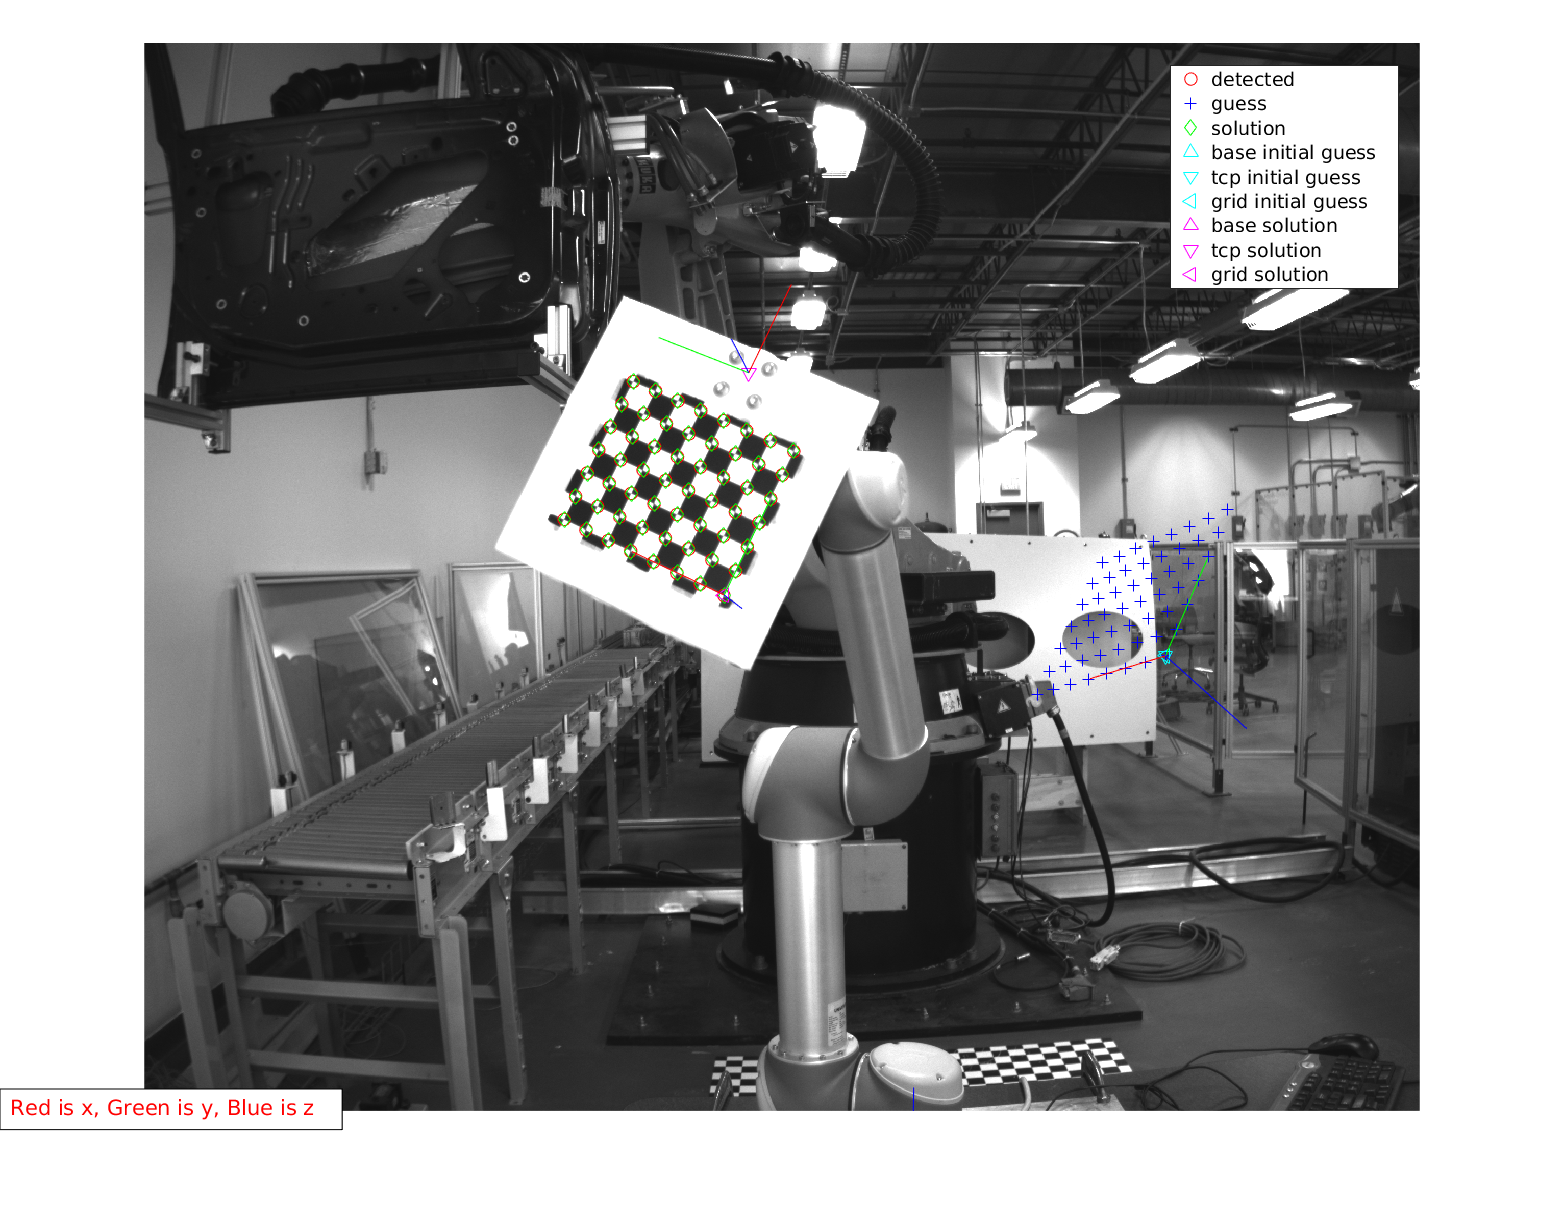 detected
guess
solution
base initial guess
tcp initial guess
grid initial guess
base solution
tcp solution
grid solution
Red is x, Green is y, Blue is z